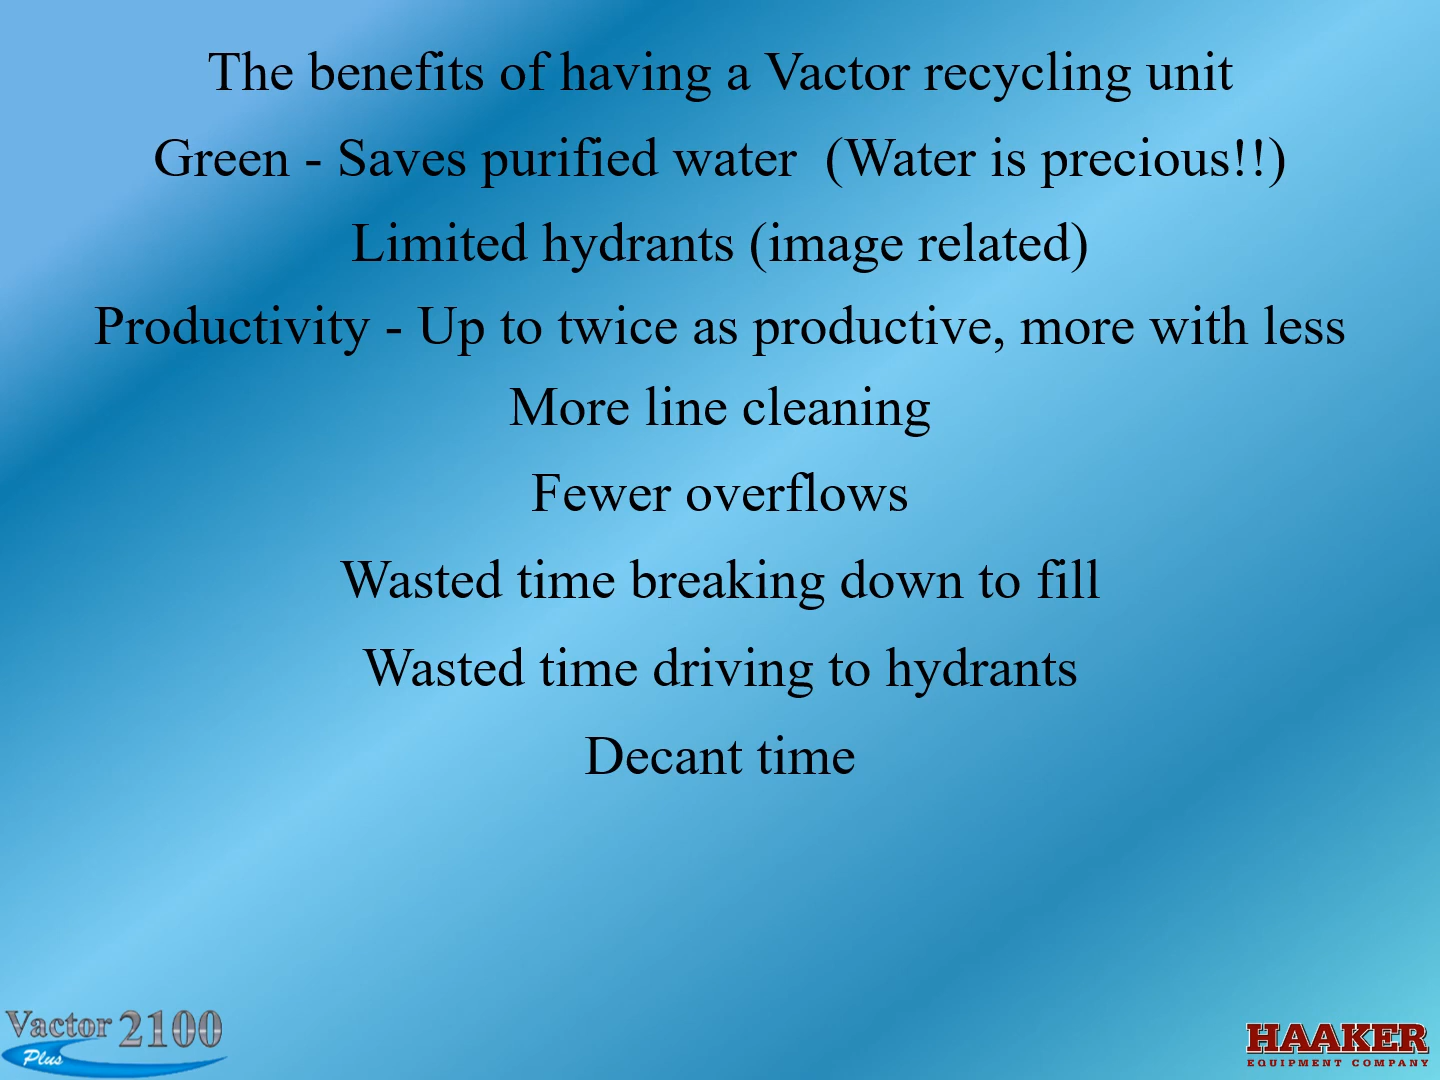 The benefits of having a Vactor recycling unit
Green - Saves purified water (Water is precious!!)
Limited hydrants (image related)
Productivity - Up to twice as productive, more with less
More line cleaning
Fewer overflows
Wasted time breaking down to fill
Wasted time driving to hydrants
Decant time
Vactor 2100
Plus
HAAKER
EQUIPMENT COMPANY